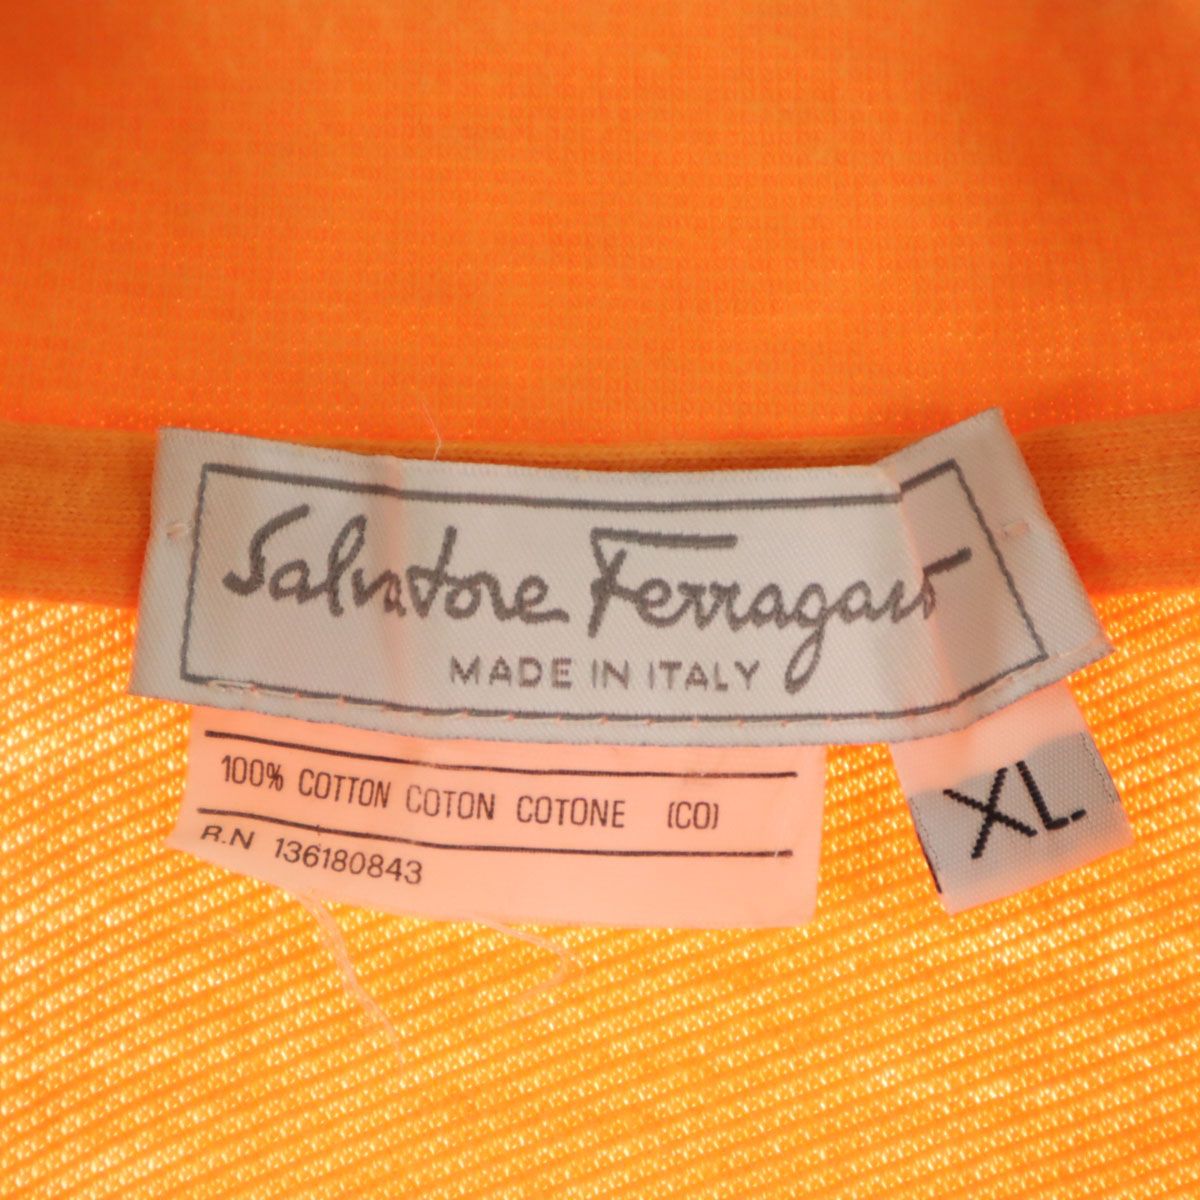 Salvatore Ferragamo
MADE IN ITALY
100% COTTON COTON COTONE (CO)
R.N 136180843
XL